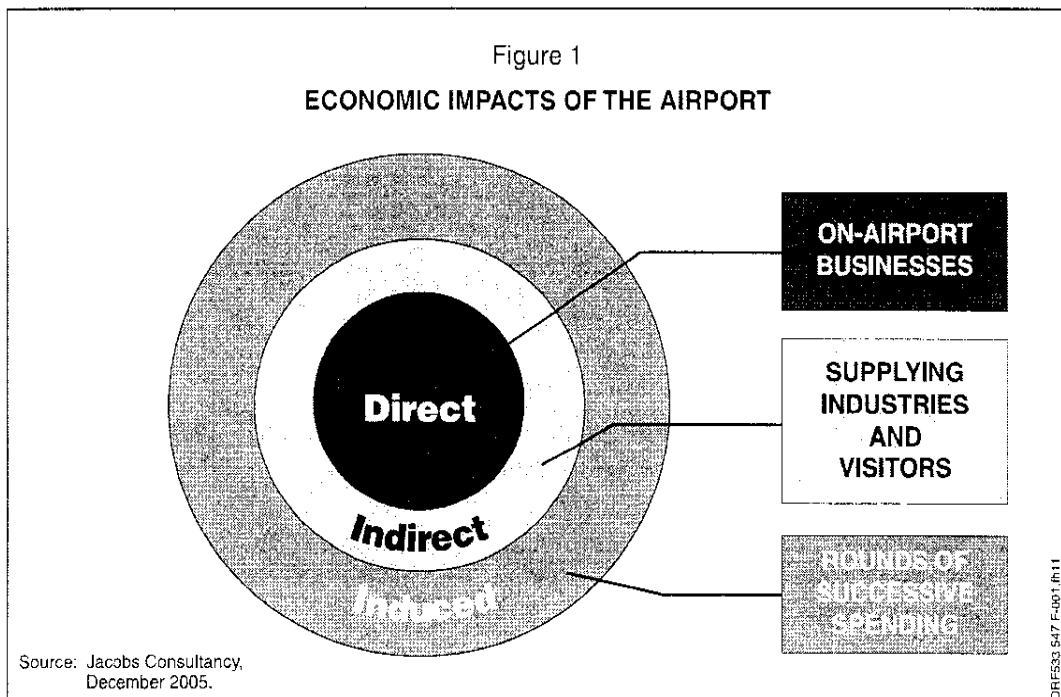 Figure 1
ECONOMIC IMPACTS OF THE AIRPORT
Direct
Indirect
Induced
ON-AIRPORT
BUSINESSES
SUPPLYING
INDUSTRIES
AND
VISITORS
ROUNDS OF
SUCCESSIVE
SPENDING
Source: Jacobs Consultancy,
December 2005.